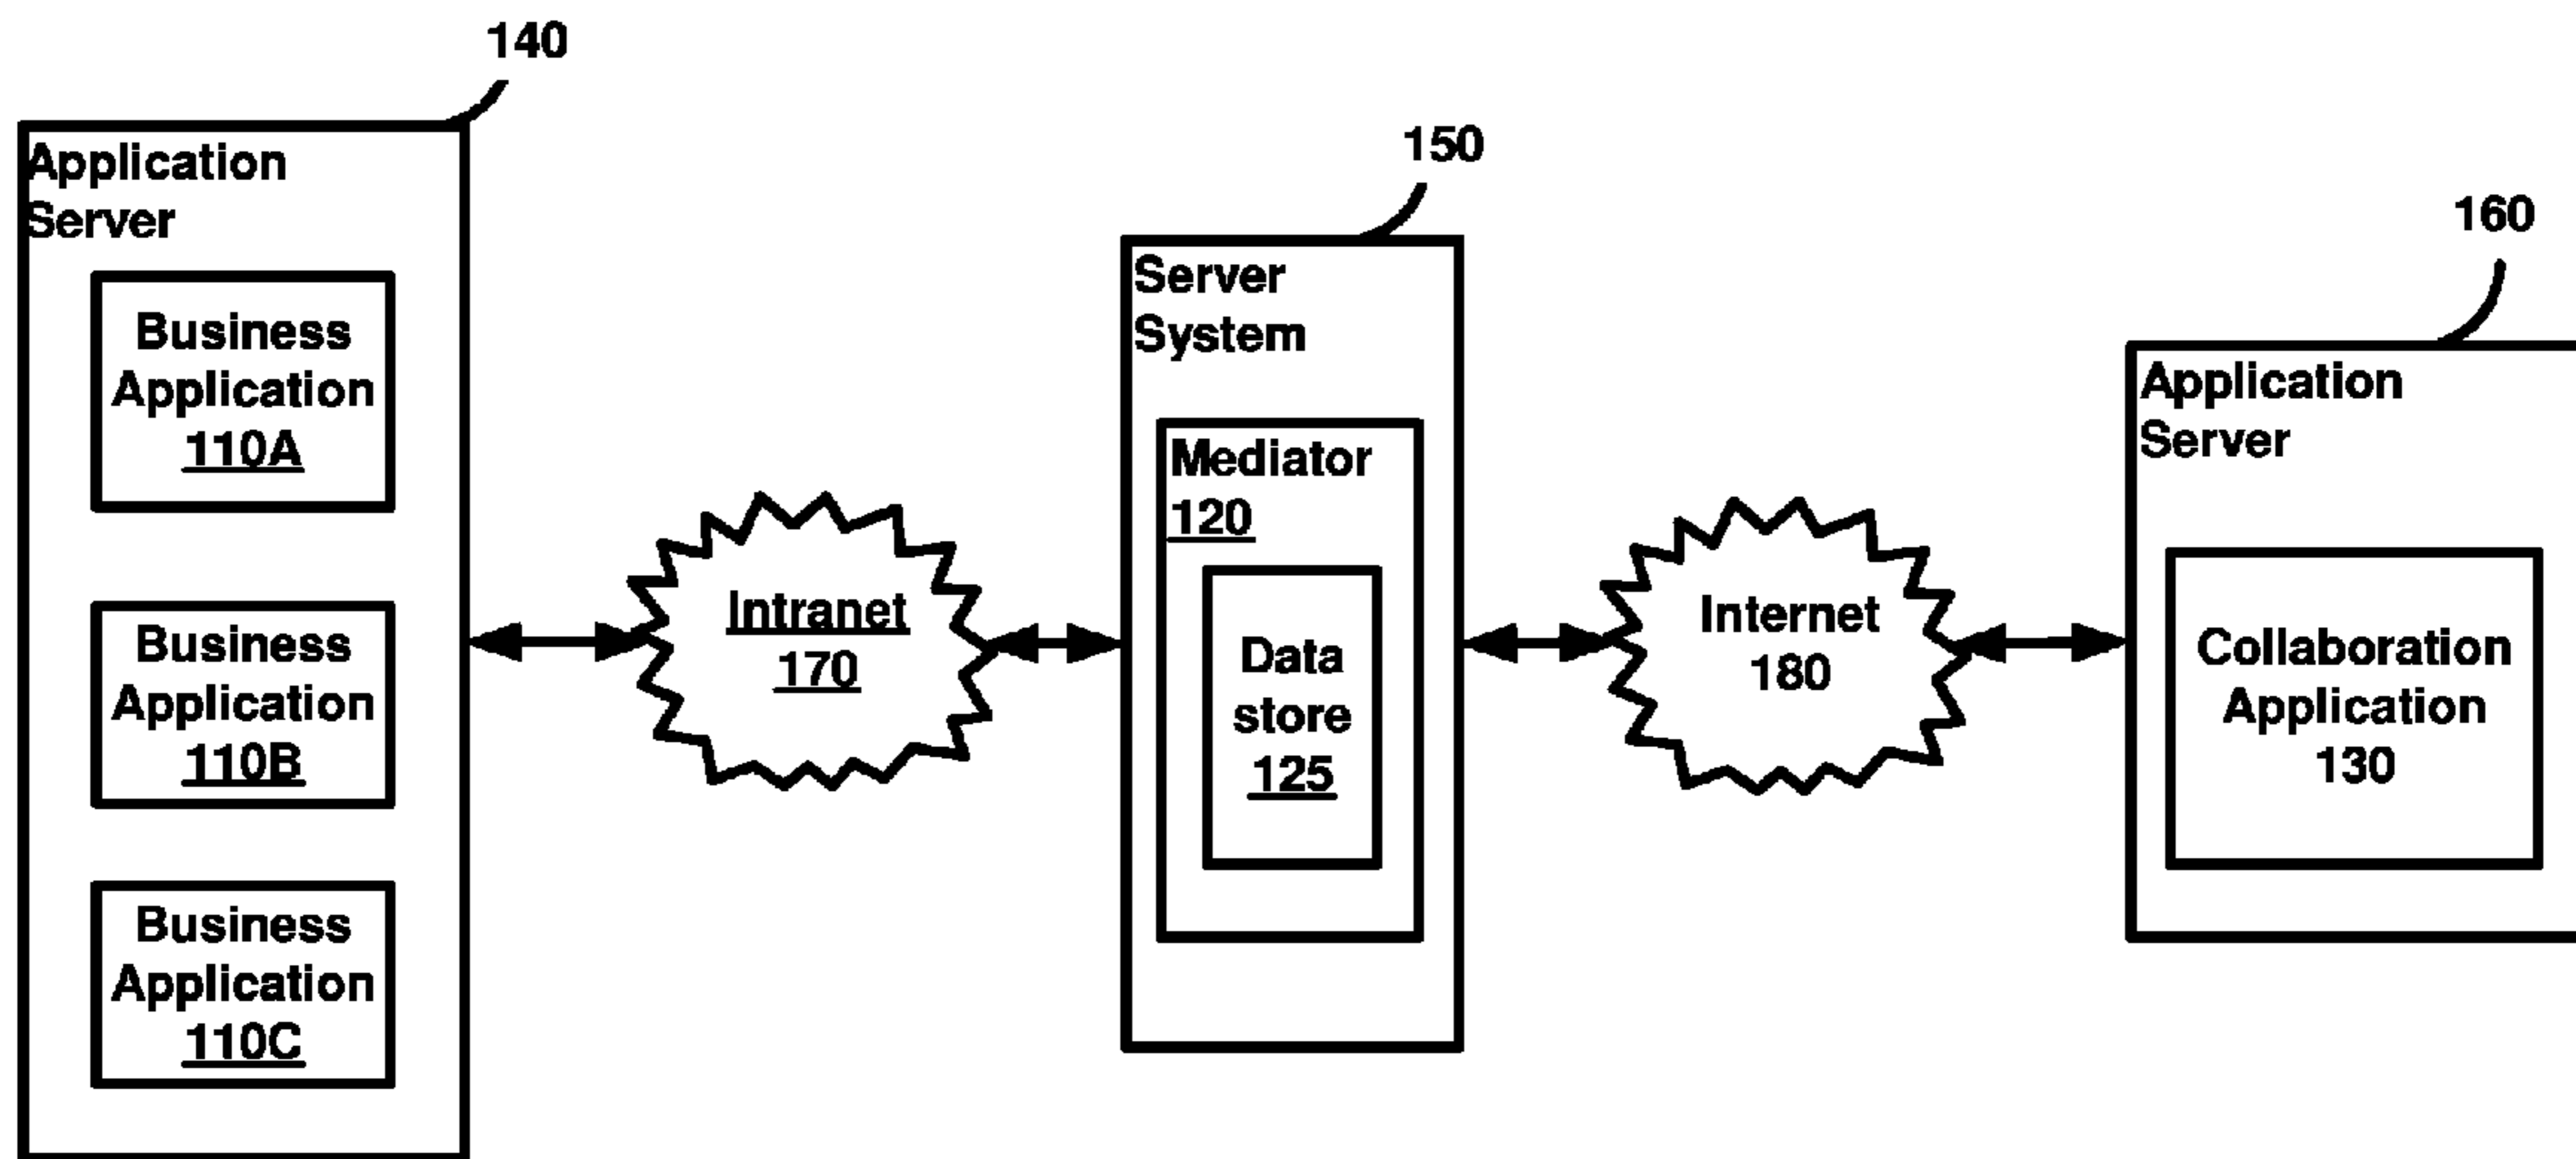 140
Application
Server
Business
Application
110A
Business
Application
110B
Business
Application
110C
Intranet
170
150
Server
System
Mediator
120
Data
store
125
Internet
180
160
Application
Server
Collaboration
Application
130